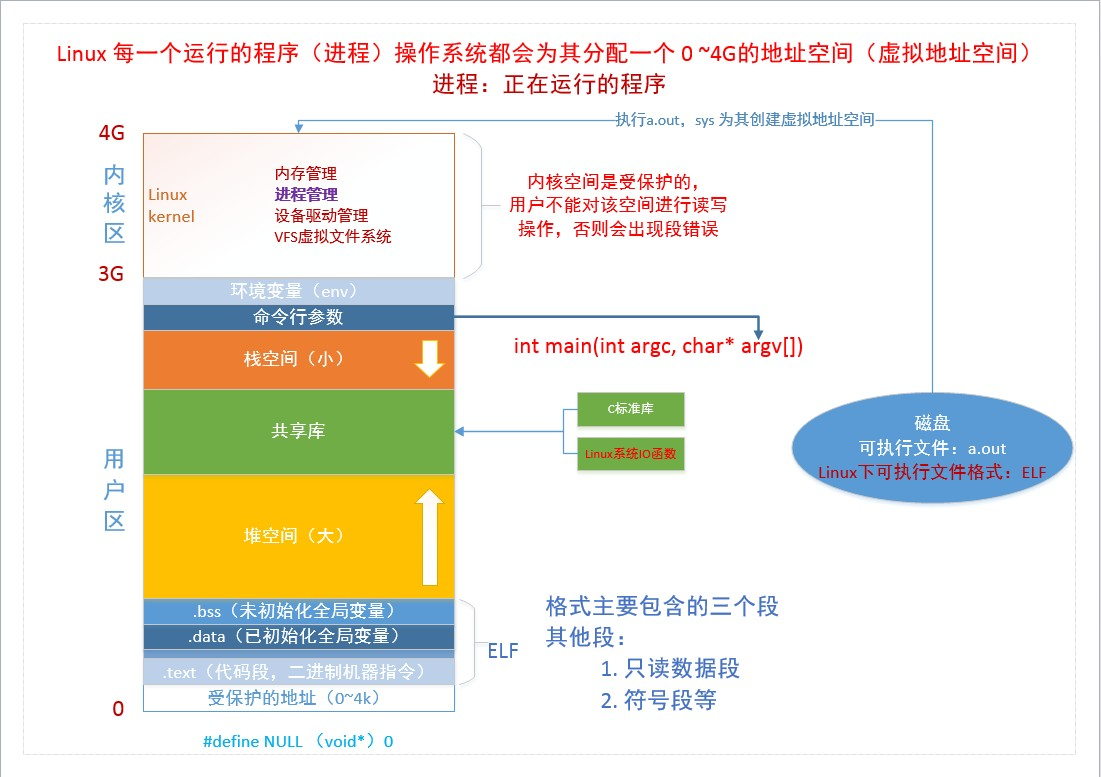 Linux 每一个运行的程序（进程）操作系统都会为其分配一个 0 ~4G的地址空间（虚拟地址空间）
进程：正在运行的程序
执行a.out，sys 为其创建虚拟地址空间
4G
内核区
Linux kernel
内存管理
进程管理
设备驱动管理
VFS虚拟文件系统
内核空间是受保护的，
用户不能对该空间进行读写
操作，否则会出现段错误
3G
环境变量（env）
命令行参数
int main(int argc, char* argv[])
栈空间（小）
共享库
C标准库
Linux系统IO函数
磁盘
可执行文件：a.out
Linux下可执行文件格式：ELF
用户区
堆空间（大）
.bss（未初始化全局变量）
.data（已初始化全局变量）
.text（代码段，二进制机器指令）
ELF
格式主要包含的三个段
其他段：
1. 只读数据段
2. 符号段等
受保护的地址（0~4k）
0
#define NULL （void*）0